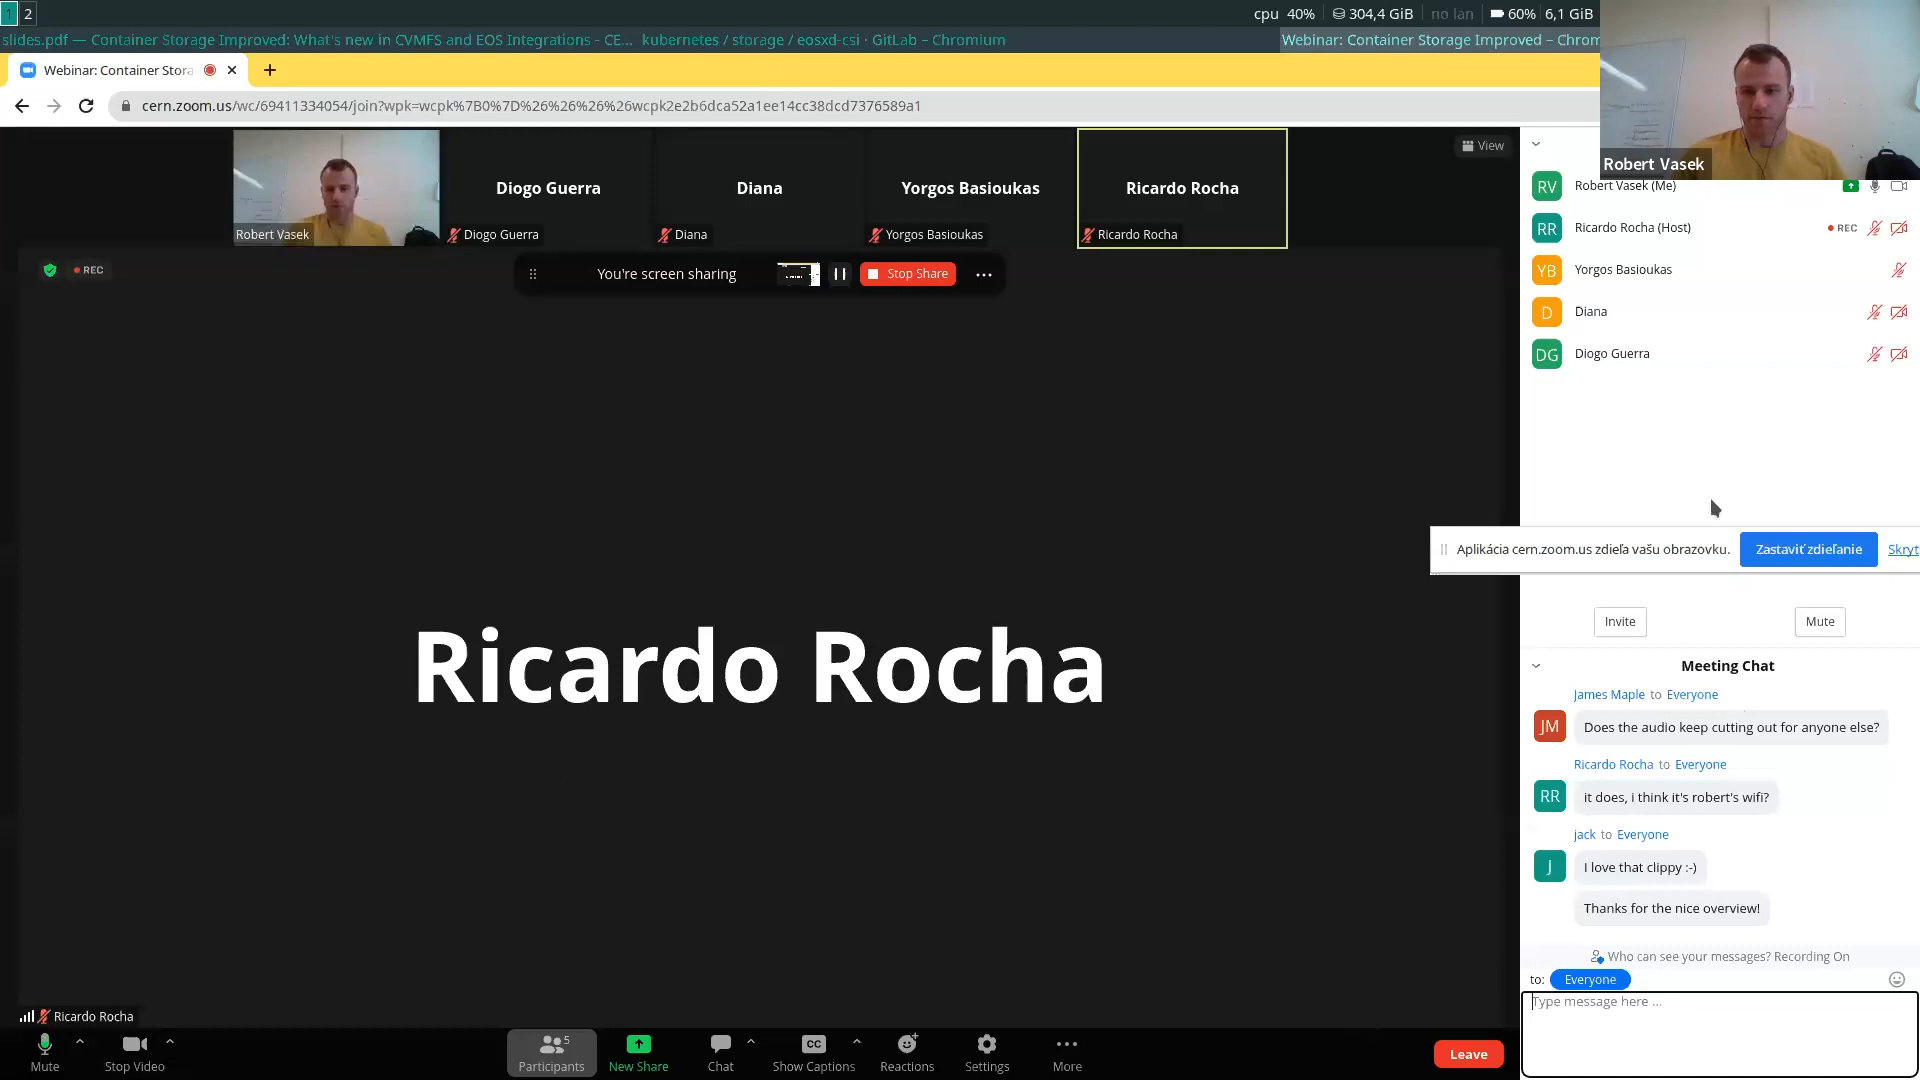 1 2
cpu 40% 304,4 GiB no lan 60% 6,1 GiB
slides.pdf — Container Storage Improved: What's new in CVMFS and EOS Integrations - CE... kubernetes / storage / eosxd-csi · GitLab – Chromium Webinar: Container Storage Improved – Chrom
Webinar: Container Stora
cern.zoom.us/wc/69411334054/join?wpk=wcpk%7B0%7D%26%26%26%26wcpk2e2b6dca52a1ee14cc38dcd7376589a1
Robert Vasek
View
Diogo Guerra
Diana
Yorgos Basioukas
Ricardo Rocha
Robert Vasek
Diogo Guerra
Diana
Yorgos Basioukas
Ricardo Rocha
REC
You're screen sharing
Stop Share
RV Robert Vasek (Me)
RR Ricardo Rocha (Host) REC
YB Yorgos Basioukas
D Diana
DG Diogo Guerra
Aplikácia cern.zoom.us zdieľa vašu obrazovku. Zastaviť zdieľanie Skryť
Invite Mute
Ricardo Rocha
Meeting Chat
James Maple to Everyone
JM Does the audio keep cutting out for anyone else?
Ricardo Rocha to Everyone
RR it does, i think it's robert's wifi?
jack to Everyone
J I love that clippy :-)
Thanks for the nice overview!
Who can see your messages? Recording On
to: Everyone
Type message here ...
Ricardo Rocha
Mute
Stop Video
5
Participants
New Share
Chat
CC
Show Captions
Reactions
Settings
More
Leave